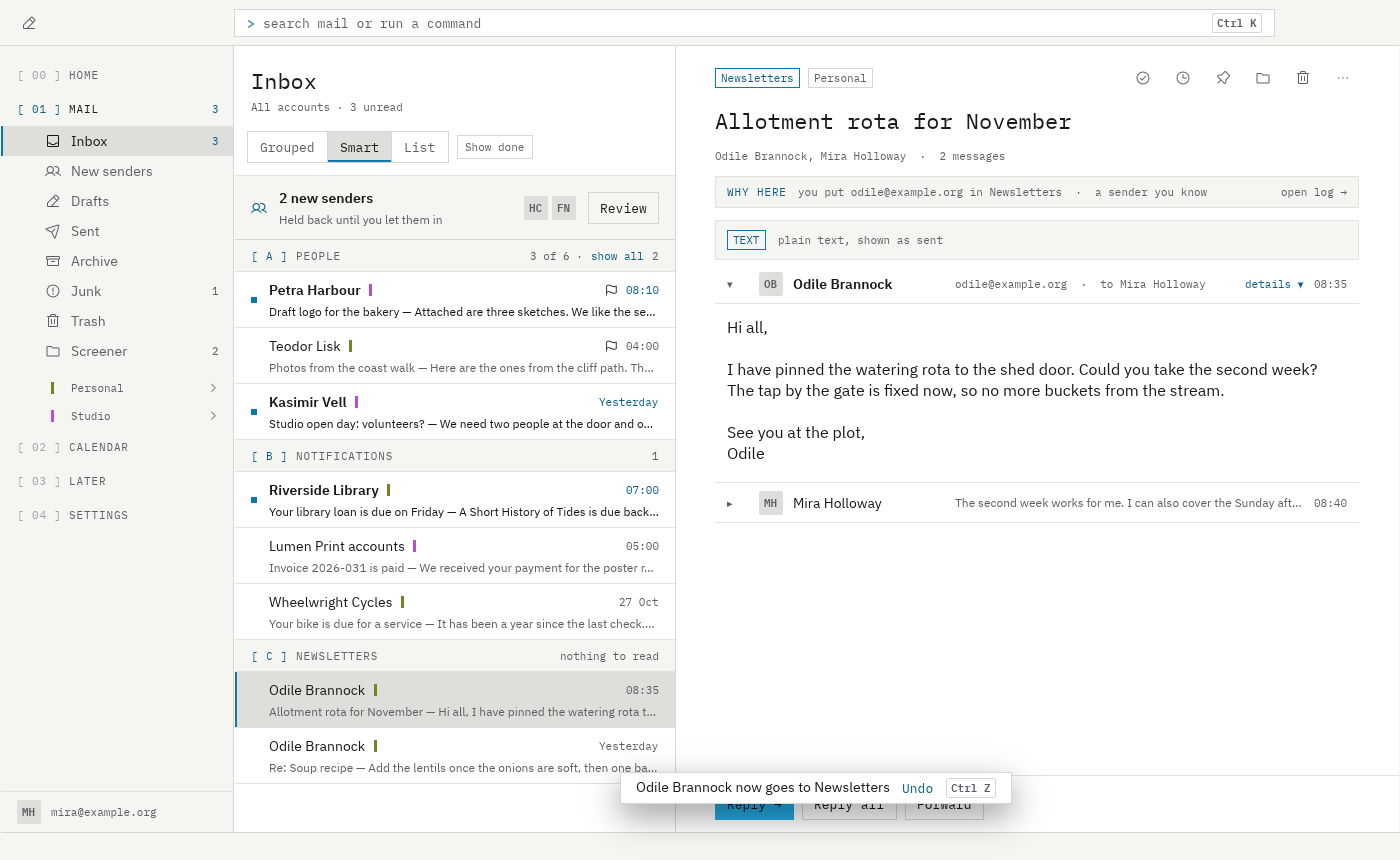 > search mail or run a command Ctrl K
[ 00 ] HOME
[ 01 ] MAIL 3
Inbox 3
New senders
Drafts
Sent
Archive
Junk 1
Trash
Screener 2
Personal
Studio
[ 02 ] CALENDAR
[ 03 ] LATER
[ 04 ] SETTINGS
MH mira@example.org
Inbox
All accounts · 3 unread
Grouped Smart List Show done
2 new senders
Held back until you let them in
HC FN Review
[ A ] PEOPLE 3 of 6 · show all 2
Petra Harbour 08:10
Draft logo for the bakery — Attached are three sketches. We like the se…
Teodor Lisk 04:00
Photos from the coast walk — Here are the ones from the cliff path. Th…
Kasimir Vell Yesterday
Studio open day: volunteers? — We need two people at the door and o…
[ B ] NOTIFICATIONS 1
Riverside Library 07:00
Your library loan is due on Friday — A Short History of Tides is due back…
Lumen Print accounts 05:00
Invoice 2026-031 is paid — We received your payment for the poster r…
Wheelwright Cycles 27 Oct
Your bike is due for a service — It has been a year since the last check.…
[ C ] NEWSLETTERS nothing to read
Odile Brannock 08:35
Allotment rota for November — Hi all, I have pinned the watering rota t…
Odile Brannock Yesterday
Re: Soup recipe — Add the lentils once the onions are soft, then one ba…
Newsletters Personal
Allotment rota for November
Odile Brannock, Mira Holloway · 2 messages
WHY HERE you put odile@example.org in Newsletters · a sender you know open log →
TEXT plain text, shown as sent
▾ OB Odile Brannock odile@example.org · to Mira Holloway details ▾ 08:35
Hi all,
I have pinned the watering rota to the shed door. Could you take the second week?
The tap by the gate is fixed now, so no more buckets from the stream.
See you at the plot,
Odile
▸ MH Mira Holloway The second week works for me. I can also cover the Sunday aft… 08:40
Odile Brannock now goes to Newsletters Undo Ctrl Z
Reply → Reply all Forward